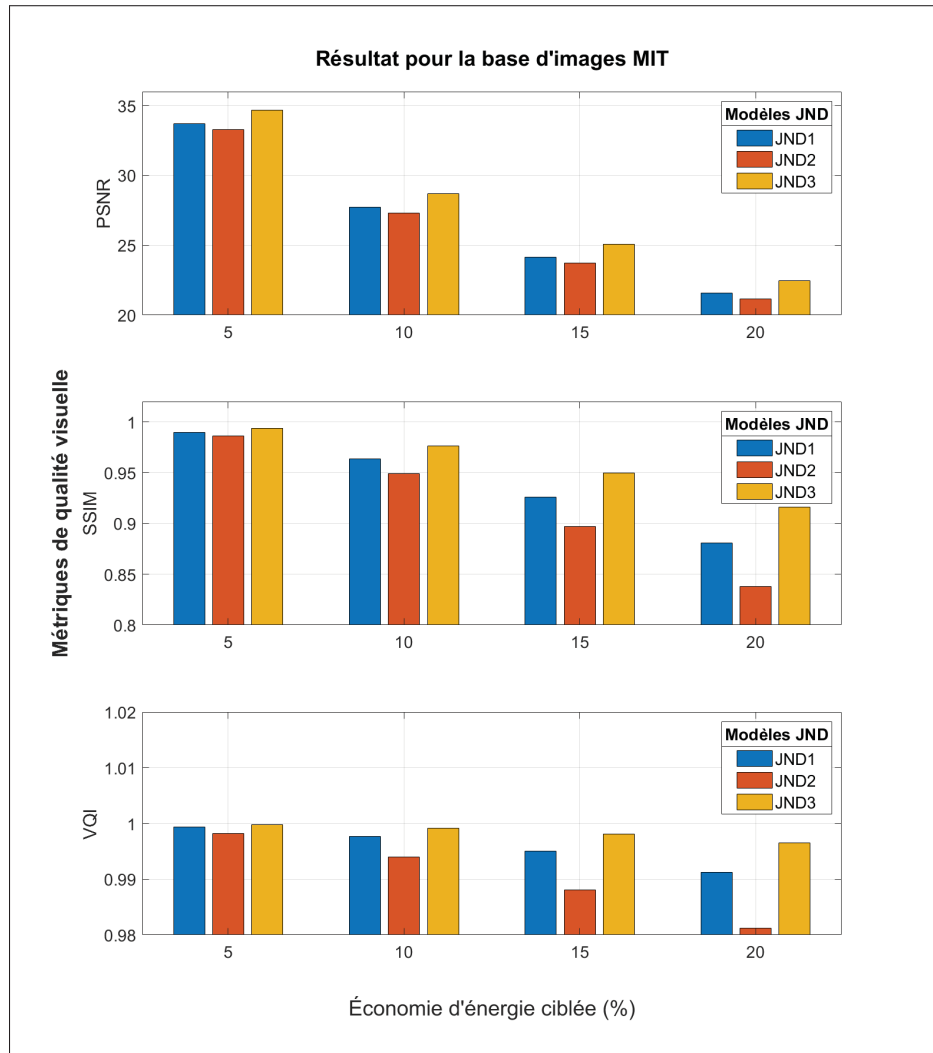 Résultat pour la base d'images MIT
Métriques de qualité visuelle
PSNR
35
30
25
20
5 10 15 20
Modèles JND
JND1
JND2
JND3
SSIM
1
0.95
0.9
0.85
0.8
5 10 15 20
Modèles JND
JND1
JND2
JND3
VQI
1.02
1.01
1
0.99
0.98
5 10 15 20
Modèles JND
JND1
JND2
JND3
Économie d'énergie ciblée (%)